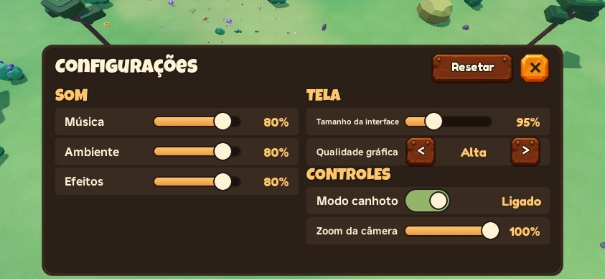 Configurações
Resetar
SOM
Música 80%
Ambiente 80%
Efeitos 80%
TELA
Tamanho da interface 95%
Qualidade gráfica < Alta >
CONTROLES
Modo canhoto Ligado
Zoom da câmera 100%